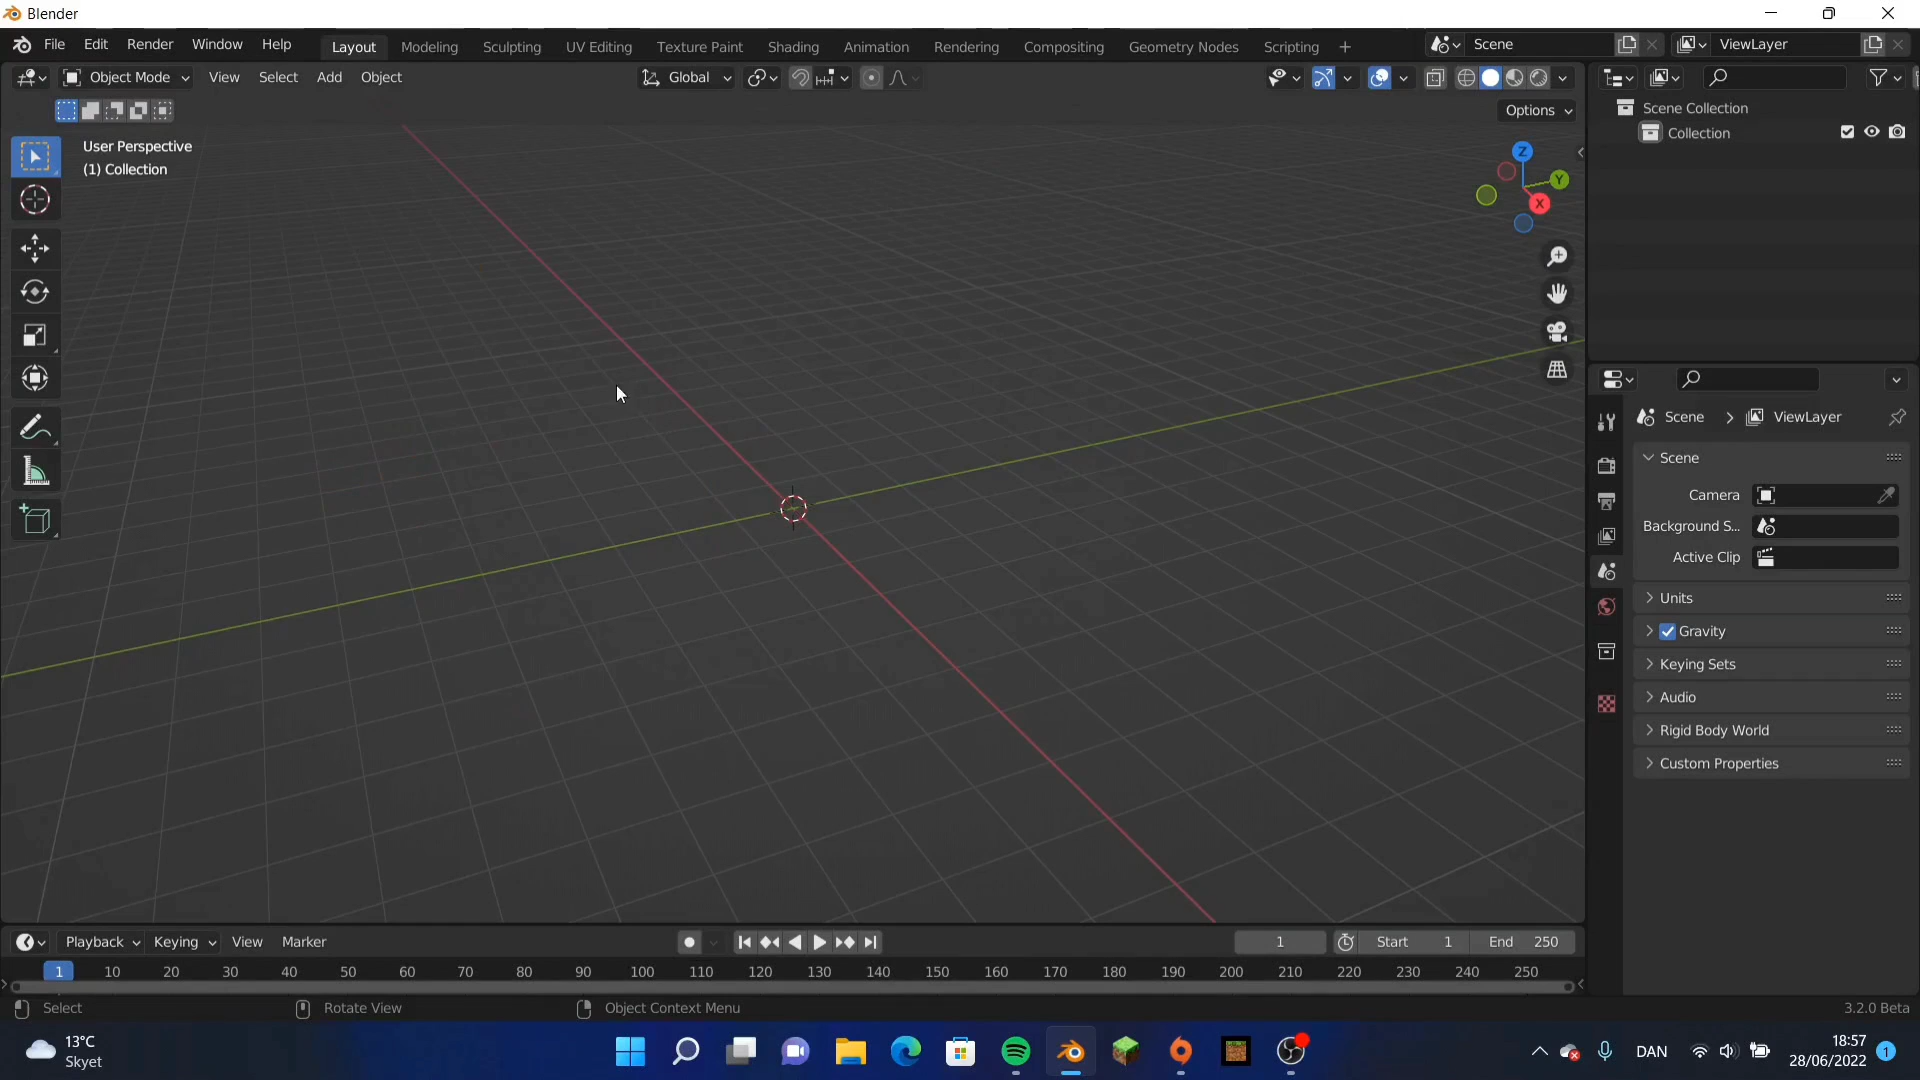 Blender
File Edit Render Window Help Layout Modeling Sculpting UV Editing Texture Paint Shading Animation Rendering Compositing Geometry Nodes Scripting + Scene ViewLayer
Object Mode View Select Add Object Global
Options
User Perspective
(1) Collection
Z
Y
X
Scene Collection
Collection
Scene > ViewLayer
Scene
Camera
Background S...
Active Clip
Units
Gravity
Keying Sets
Audio
Rigid Body World
Custom Properties
Playback Keying View Marker 1 Start 1 End 250
1 10 20 30 40 50 60 70 80 90 100 110 120 130 140 150 160 170 180 190 200 210 220 230 240 250
Select Rotate View Object Context Menu 3.2.0 Beta
13°C
Skyet
DAN
18:57
28/06/2022
1